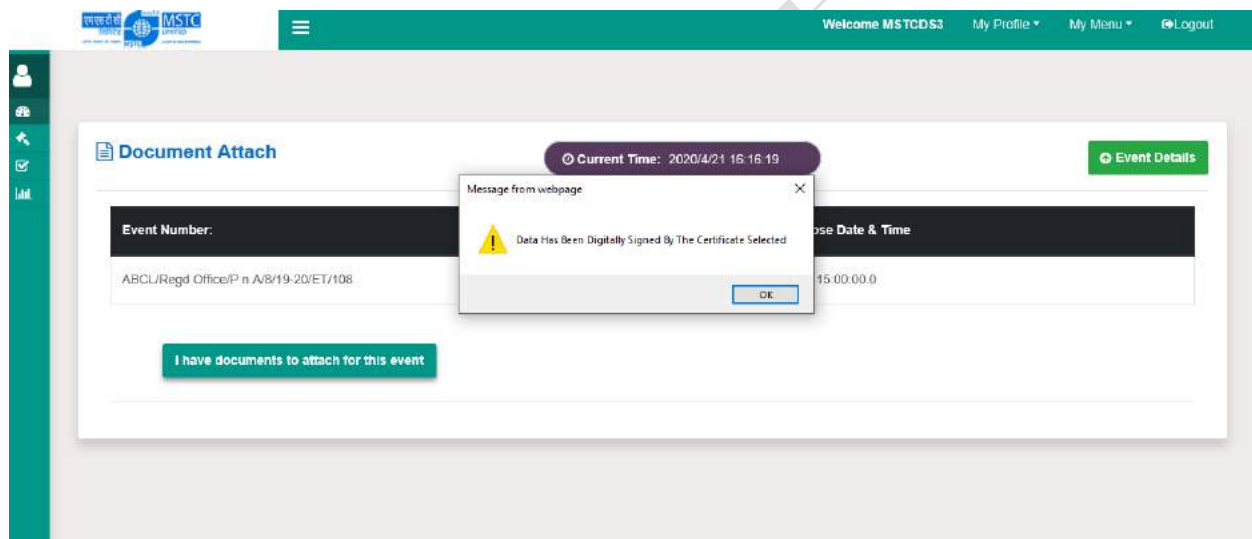 एमएसटीसी MSTC
LIMITED
MSTC
Welcome MSTCDS3 My Profile My Menu Logout
Document Attach
Current Time: 2020/4/21 16:16:19
Event Details
Message from webpage
Data Has Been Digitally Signed By The Certificate Selected
OK
Event Number:
ose Date & Time
ABCL/Regd Office/P n A/8/19-20/ET/108
15:00:00.0
I have documents to attach for this event